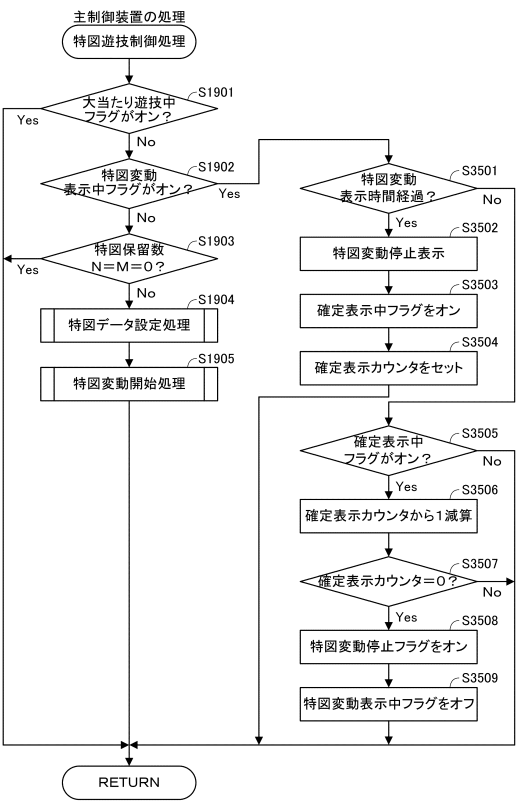 主制御装置の処理
特図遊技制御処理
S1901
大当たり遊技中
フラグがオン？
Yes
No
S1902
特図変動
表示中フラグがオン？
Yes
No
S1903
特図保留数
N＝M＝０？
Yes
No
S1904
特図データ設定処理
S1905
特図変動開始処理
S3501
特図変動
表示時間経過？
No
Yes
S3502
特図変動停止表示
S3503
確定表示中フラグをオン
S3504
確定表示カウンタをセット
S3505
確定表示中
フラグがオン？
No
Yes
S3506
確定表示カウンタから１減算
S3507
確定表示カウンタ＝０？
No
Yes
S3508
特図変動停止フラグをオン
S3509
特図変動表示中フラグをオフ
RETURN